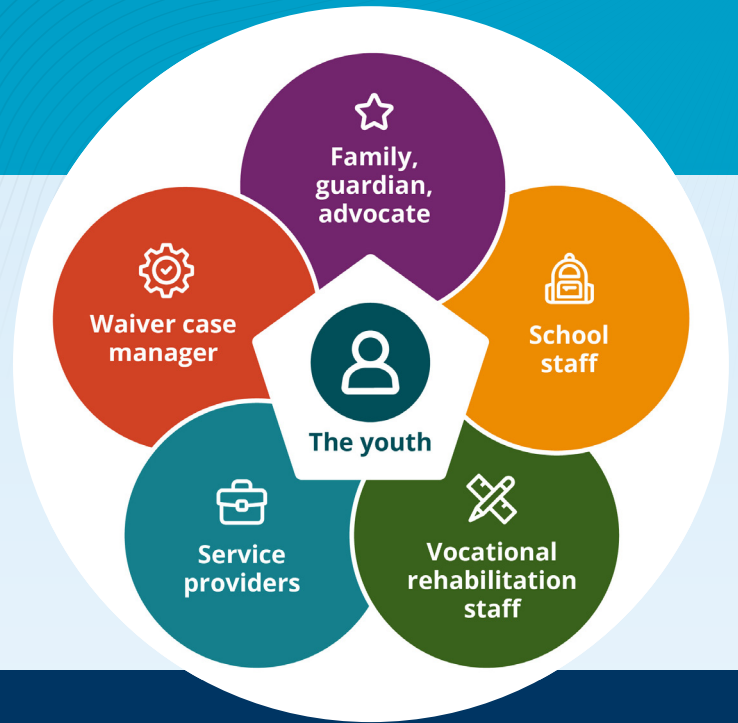 Family,
guardian,
advocate
Waiver case
manager
School
staff
The youth
Service
providers
Vocational
rehabilitation
staff